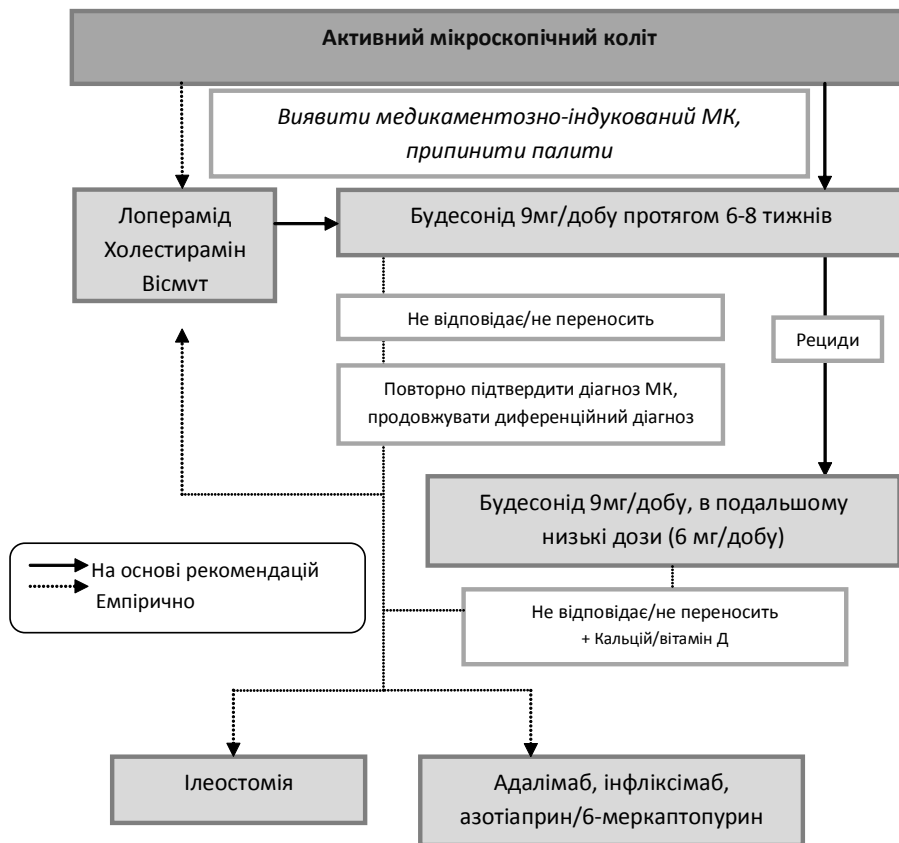 Активний мікроскопічний коліт
Виявити медикаментозно-індукований МК,
припинити палити
Лоперамід
Холестирамін
Вісмут
Будесонід 9мг/добу протягом 6-8 тижнів
Не відповідає/не переносить
Рециди
Повторно підтвердити діагноз МК,
продовжувати диференційний діагноз
Будесонід 9мг/добу, в подальшому
низькі дози (6 мг/добу)
На основі рекомендацій
Емпірично
Не відповідає/не переносить
+ Кальцій/вітамін Д
Ілеостомія
Адалімаб, інфліксімаб,
азотіаприн/6-меркаптопурин